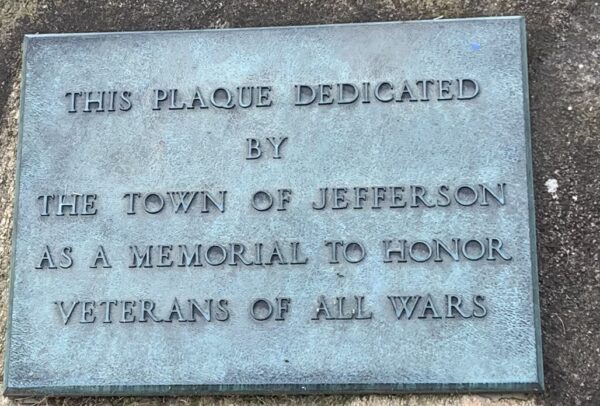 THIS PLAQUE DEDICATED
BY
THE TOWN OF JEFFERSON
AS A MEMORIAL TO HONOR
VETERANS OF ALL WARS